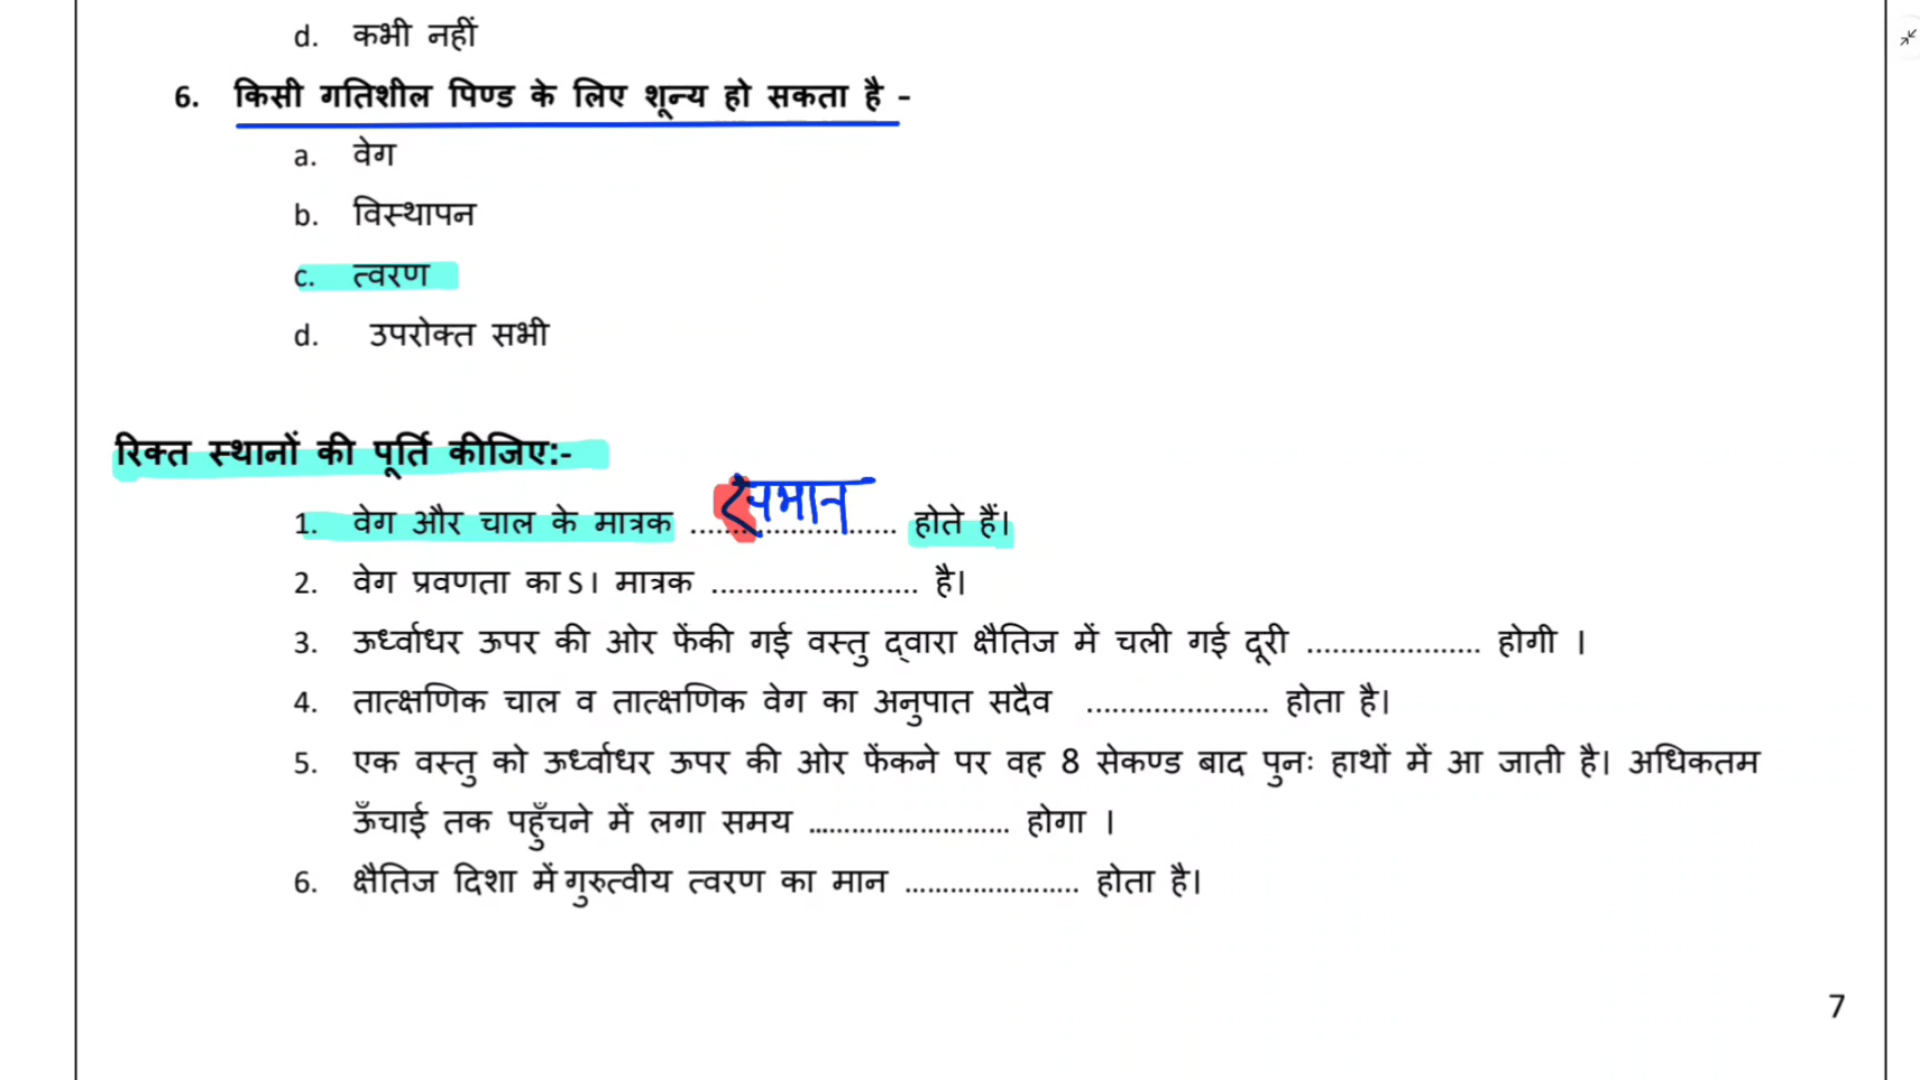 d. कभी नहीं
6. किसी गतिशील पिण्ड के लिए शून्य हो सकता है -
a. वेग
b. विस्थापन
c. त्वरण
d. उपरोक्त सभी
रिक्त स्थानों की पूर्ति कीजिए:-
1. वेग और चाल के मात्रक ........समान........ होते हैं।
2. वेग प्रवणता का S I मात्रक ........................ है।
3. ऊर्ध्वाधर ऊपर की ओर फेंकी गई वस्तु द्वारा क्षैतिज में चली गई दूरी ..................... होगी ।
4. तात्क्षणिक चाल व तात्क्षणिक वेग का अनुपात सदैव ...................... होता है।
5. एक वस्तु को ऊर्ध्वाधर ऊपर की ओर फेंकने पर वह 8 सेकण्ड बाद पुनः हाथों में आ जाती है। अधिकतम
ऊँचाई तक पहुँचने में लगा समय ........................ होगा ।
6. क्षैतिज दिशा में गुरुत्वीय त्वरण का मान ..................... होता है।
7